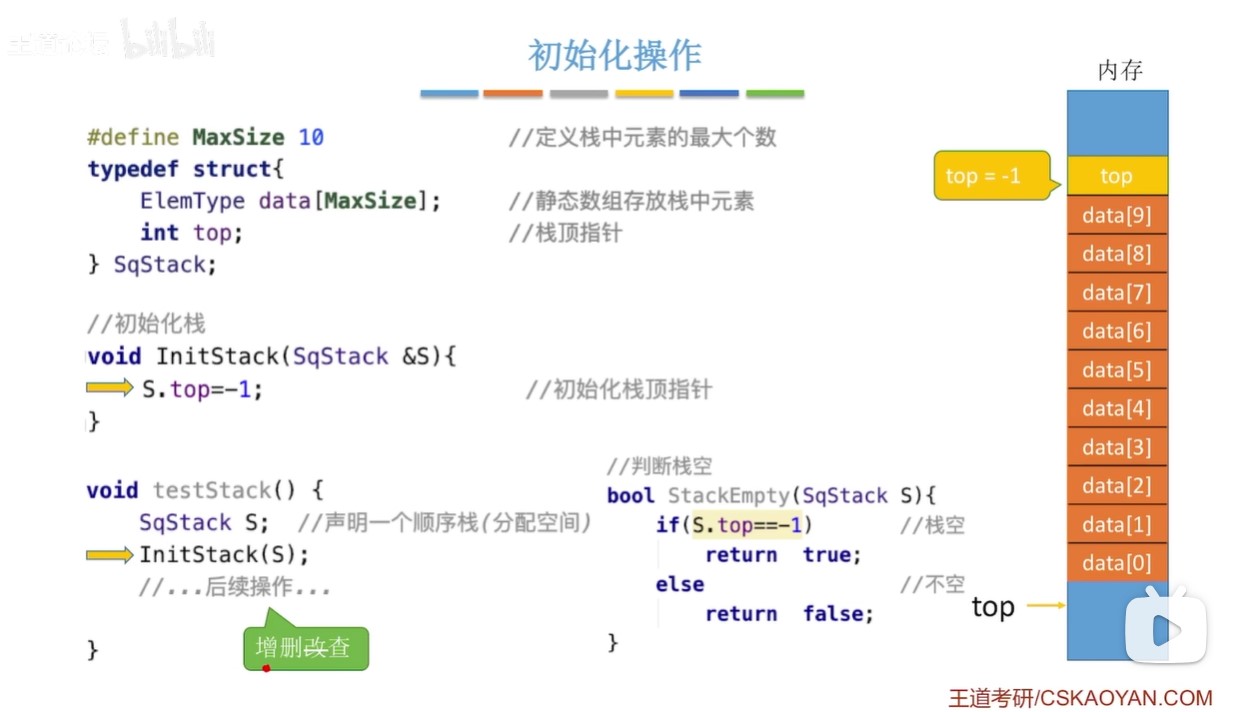 王道论坛 bilibili
初始化操作
#define MaxSize 10 //定义栈中元素的最大个数
typedef struct{
ElemType data[MaxSize]; //静态数组存放栈中元素
int top; //栈顶指针
} SqStack;
//初始化栈
void InitStack(SqStack &S){
S.top=-1; //初始化栈顶指针
}
void testStack() {
SqStack S; //声明一个顺序栈(分配空间)
InitStack(S);
//...后续操作...
}
增删改查
//判断栈空
bool StackEmpty(SqStack S){
if(S.top==-1) //栈空
return true;
else //不空
return false;
}
内存
top = -1
top
data[9]
data[8]
data[7]
data[6]
data[5]
data[4]
data[3]
data[2]
data[1]
data[0]
top
王道考研/CSKAOYAN.COM